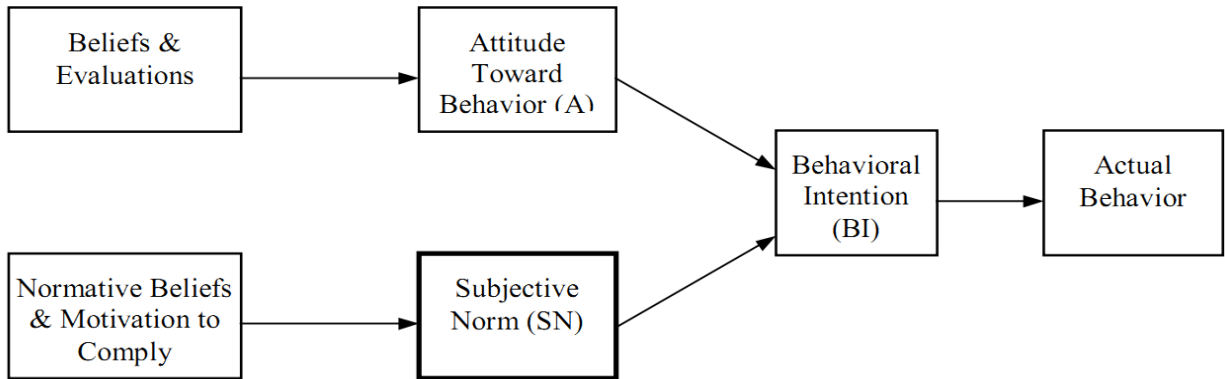 Beliefs &
Evaluations
Attitude
Toward
Behavior (A)
Behavioral
Intention
(BI)
Actual
Behavior
Normative Beliefs
& Motivation to
Comply
Subjective
Norm (SN)